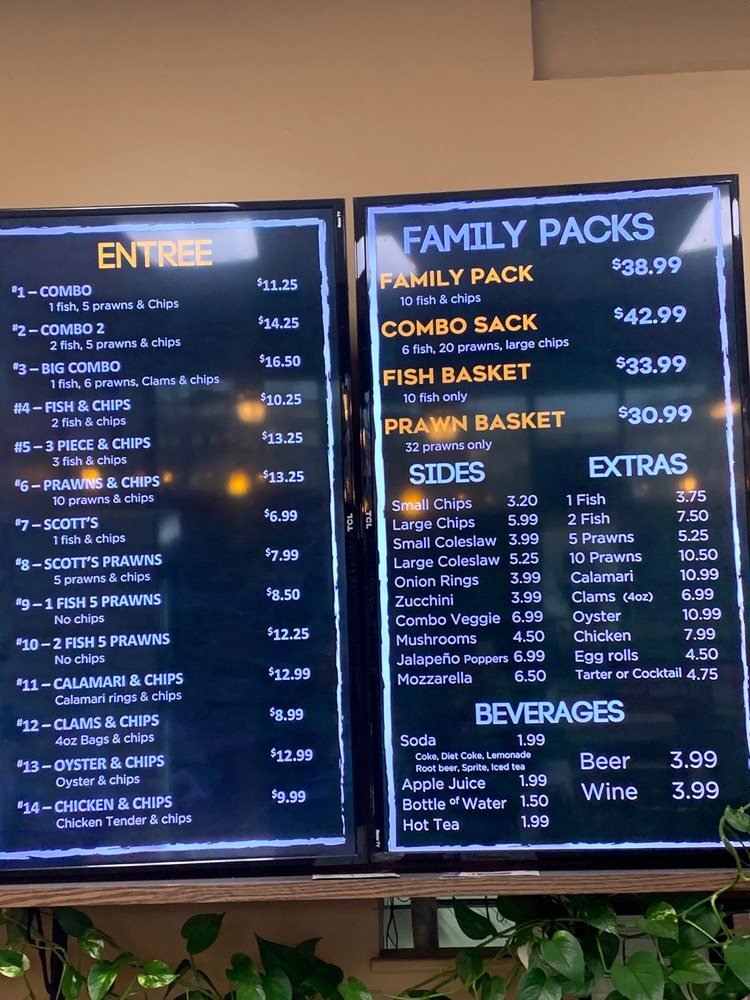 ENTREE
#1 – COMBO $11.25
1 fish, 5 prawns & Chips
#2 – COMBO 2 $14.25
2 fish, 5 prawns & chips
#3 – BIG COMBO $16.50
1 fish, 6 prawns, Clams & chips
#4 – FISH & CHIPS $10.25
2 fish & chips
#5 – 3 PIECE & CHIPS $13.25
3 fish & chips
#6 – PRAWNS & CHIPS $13.25
10 prawns & chips
#7 – SCOTT'S $6.99
1 fish & chips
#8 – SCOTT'S PRAWNS $7.99
5 prawns & chips
#9 – 1 FISH 5 PRAWNS $8.50
No chips
#10 – 2 FISH 5 PRAWNS $12.25
No chips
#11 – CALAMARI & CHIPS $12.99
Calamari rings & chips
#12 – CLAMS & CHIPS $8.99
4oz Bags & chips
#13 – OYSTER & CHIPS $12.99
Oyster & chips
#14 – CHICKEN & CHIPS $9.99
Chicken Tender & chips
TCL
TCL
FAMILY PACKS
FAMILY PACK $38.99
10 fish & chips
COMBO SACK $42.99
6 fish, 20 prawns, large chips
FISH BASKET $33.99
10 fish only
PRAWN BASKET $30.99
32 prawns only
SIDES
Small Chips 3.20
Large Chips 5.99
Small Coleslaw 3.99
Large Coleslaw 5.25
Onion Rings 3.99
Zucchini 3.99
Combo Veggie 6.99
Mushrooms 4.50
Jalapeño Poppers 6.99
Mozzarella 6.50
EXTRAS
1 Fish 3.75
2 Fish 7.50
5 Prawns 5.25
10 Prawns 10.50
Calamari 10.99
Clams (4oz) 6.99
Oyster 10.99
Chicken 7.99
Egg rolls 4.50
Tarter or Cocktail 4.75
BEVERAGES
Soda 1.99
Coke, Diet Coke, Lemonade
Root beer, Sprite, Iced tea
Apple Juice 1.99
Bottle of Water 1.50
Hot Tea 1.99
Beer 3.99
Wine 3.99